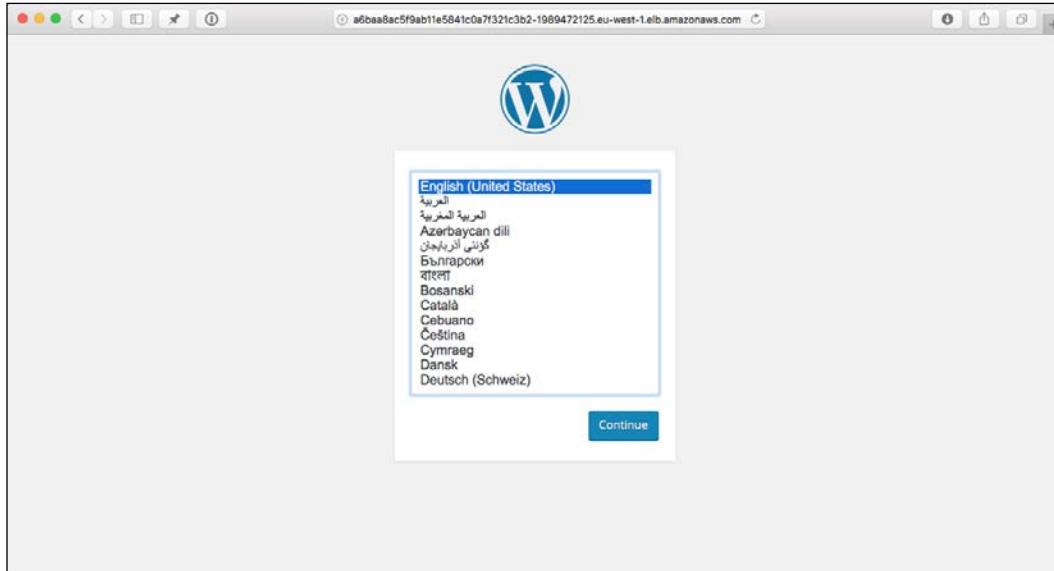 a6baa8ac5f9ab11e5841c0a7f321c3b2-1989472125.eu-west-1.elb.amazonaws.com
English (United States)
العربية
العربية المغربية
Azərbaycan dili
گؤنئی آذربایجان
Български
বাংলা
Bosanski
Català
Cebuano
Čeština
Cymraeg
Dansk
Deutsch (Schweiz)
Continue